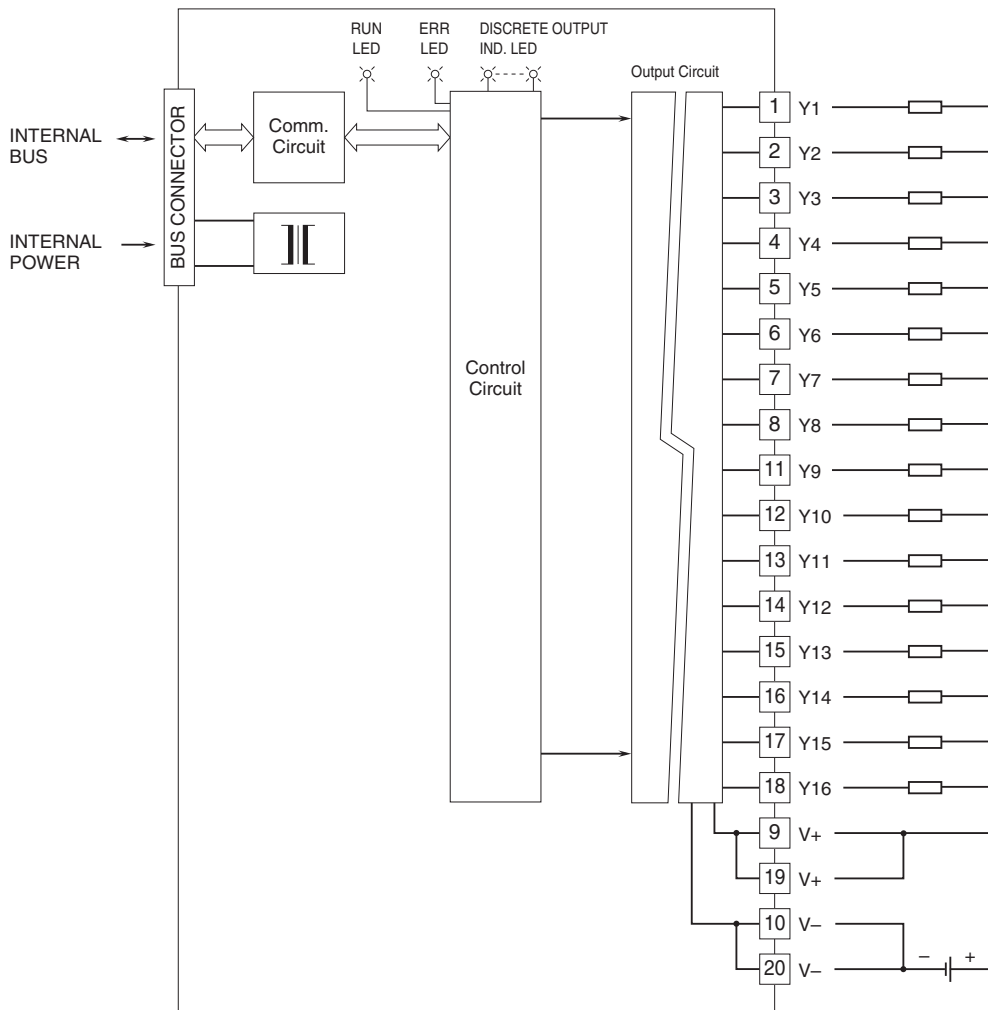 RUN
LED
ERR
LED
DISCRETE OUTPUT
IND. LED
Output Circuit
INTERNAL
BUS
INTERNAL
POWER
BUS CONNECTOR
Comm.
Circuit
Control
Circuit
1 Y1
2 Y2
3 Y3
4 Y4
5 Y5
6 Y6
7 Y7
8 Y8
11 Y9
12 Y10
13 Y11
14 Y12
15 Y13
16 Y14
17 Y15
18 Y16
9 V+
19 V+
10 V–
20 V–
– +